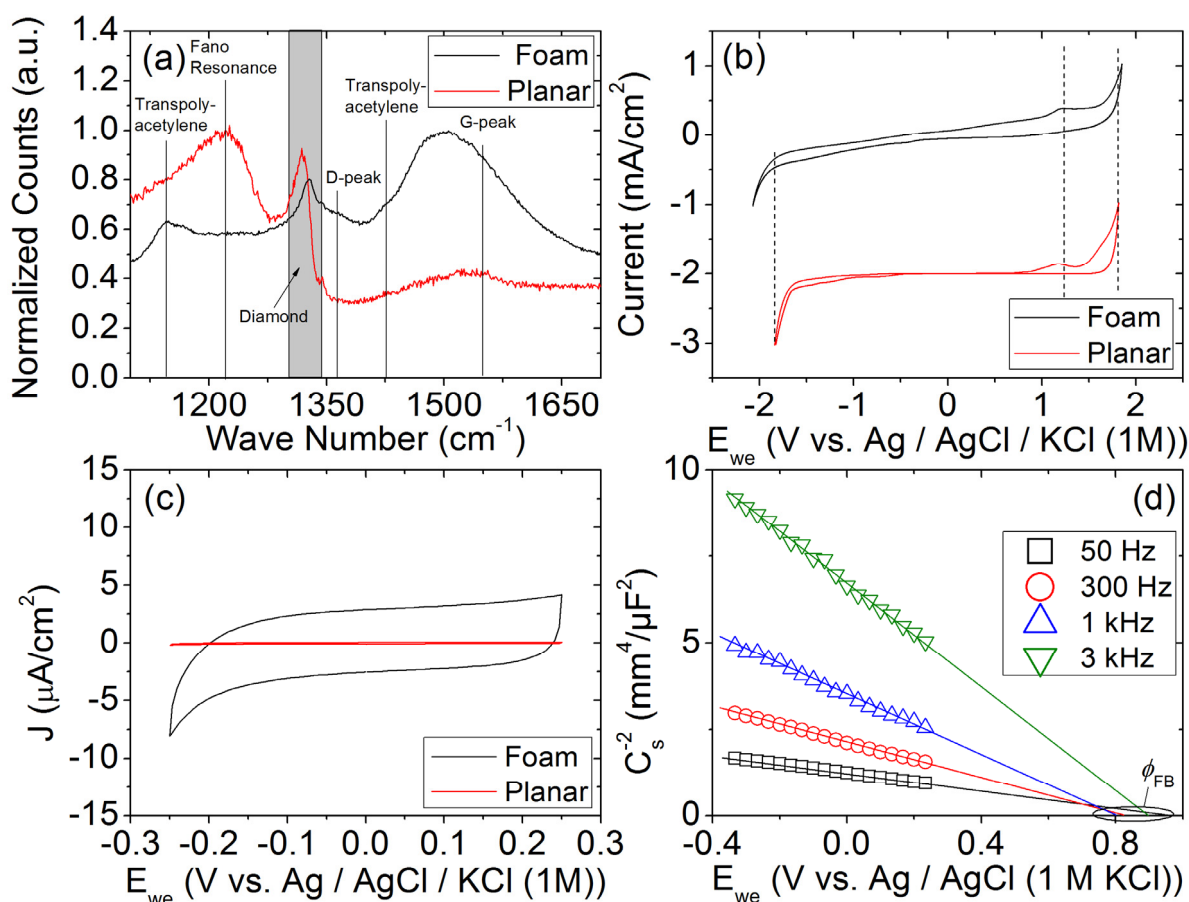 (a)
Fano
Resonance
Foam
Planar
Transpoly-
acetylene
Transpoly-
acetylene
G-peak
D-peak
Diamond
Normalized Counts (a.u.)
1.4
1.2
1.0
0.8
0.6
0.4
0.2
0.0
1200 1350 1500 1650
Wave Number (cm⁻¹)
(b)
Current (mA/cm²)
1
0
-1
-2
-3
Foam
Planar
-2 -1 0 1 2
E_we (V vs. Ag / AgCl / KCl (1M))
(c)
J (μA/cm²)
15
10
5
0
-5
-10
-15
Foam
Planar
-0.3 -0.2 -0.1 0.0 0.1 0.2 0.3
E_we (V vs. Ag / AgCl / KCl (1M))
(d)
C_s⁻² (mm⁴/μF²)
10
5
0
50 Hz
300 Hz
1 kHz
3 kHz
ϕ_FB
-0.4 0.0 0.4 0.8
E_we (V vs. Ag / AgCl (1 M KCl))